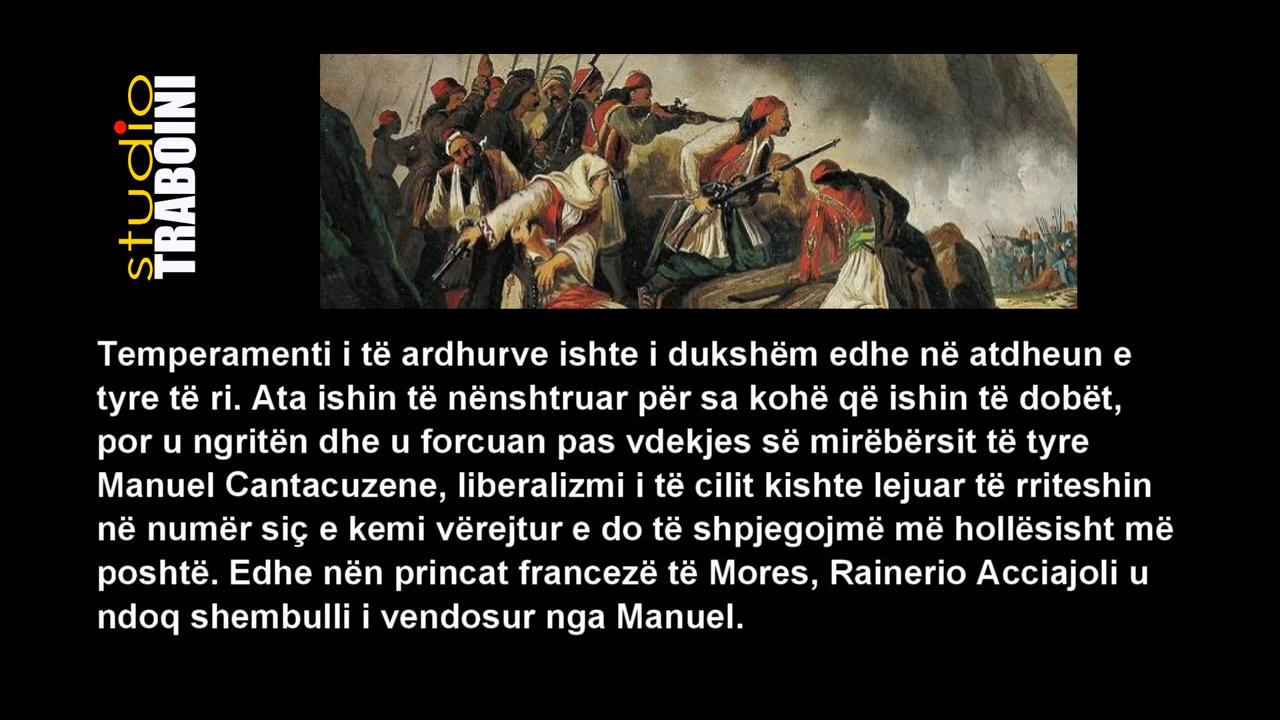 studio
TRABOINI
Temperamenti i të ardhurve ishte i dukshëm edhe në atdheun e
tyre të ri. Ata ishin të nënshtruar për sa kohë që ishin të dobët,
por u ngritën dhe u forcuan pas vdekjes së mirëbërsit të tyre
Manuel Cantacuzene, liberalizmi i të cilit kishte lejuar të rriteshin
në numër siç e kemi vërejtur e do të shpjegojmë më hollësisht më
poshtë. Edhe nën princat francezë të Mores, Rainerio Acciajoli u
ndoq shembulli i vendosur nga Manuel.